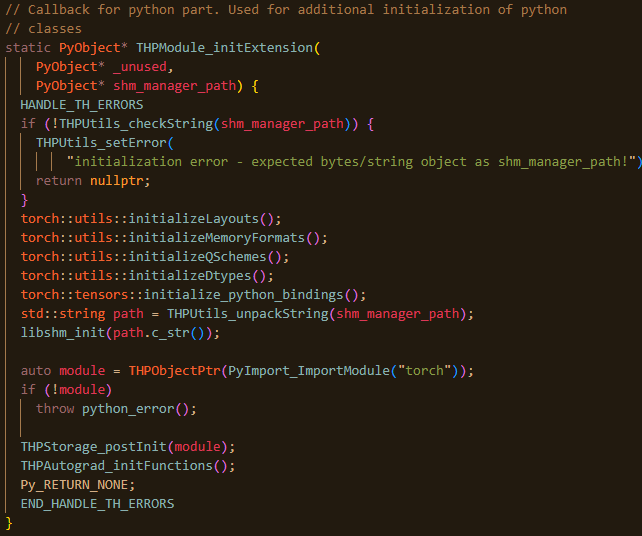 // Callback for python part. Used for additional initialization of python
// classes
static PyObject* THPModule_initExtension(
    PyObject* _unused,
    PyObject* shm_manager_path) {
  HANDLE_TH_ERRORS
  if (!THPUtils_checkString(shm_manager_path)) {
    THPUtils_setError(
        "initialization error - expected bytes/string object as shm_manager_path!")
    return nullptr;
  }
  torch::utils::initializeLayouts();
  torch::utils::initializeMemoryFormats();
  torch::utils::initializeQSchemes();
  torch::utils::initializeDtypes();
  torch::tensors::initialize_python_bindings();
  std::string path = THPUtils_unpackString(shm_manager_path);
  libshm_init(path.c_str());

  auto module = THPObjectPtr(PyImport_ImportModule("torch"));
  if (!module)
    throw python_error();

  THPStorage_postInit(module);
  THPAutograd_initFunctions();
  Py_RETURN_NONE;
  END_HANDLE_TH_ERRORS
}